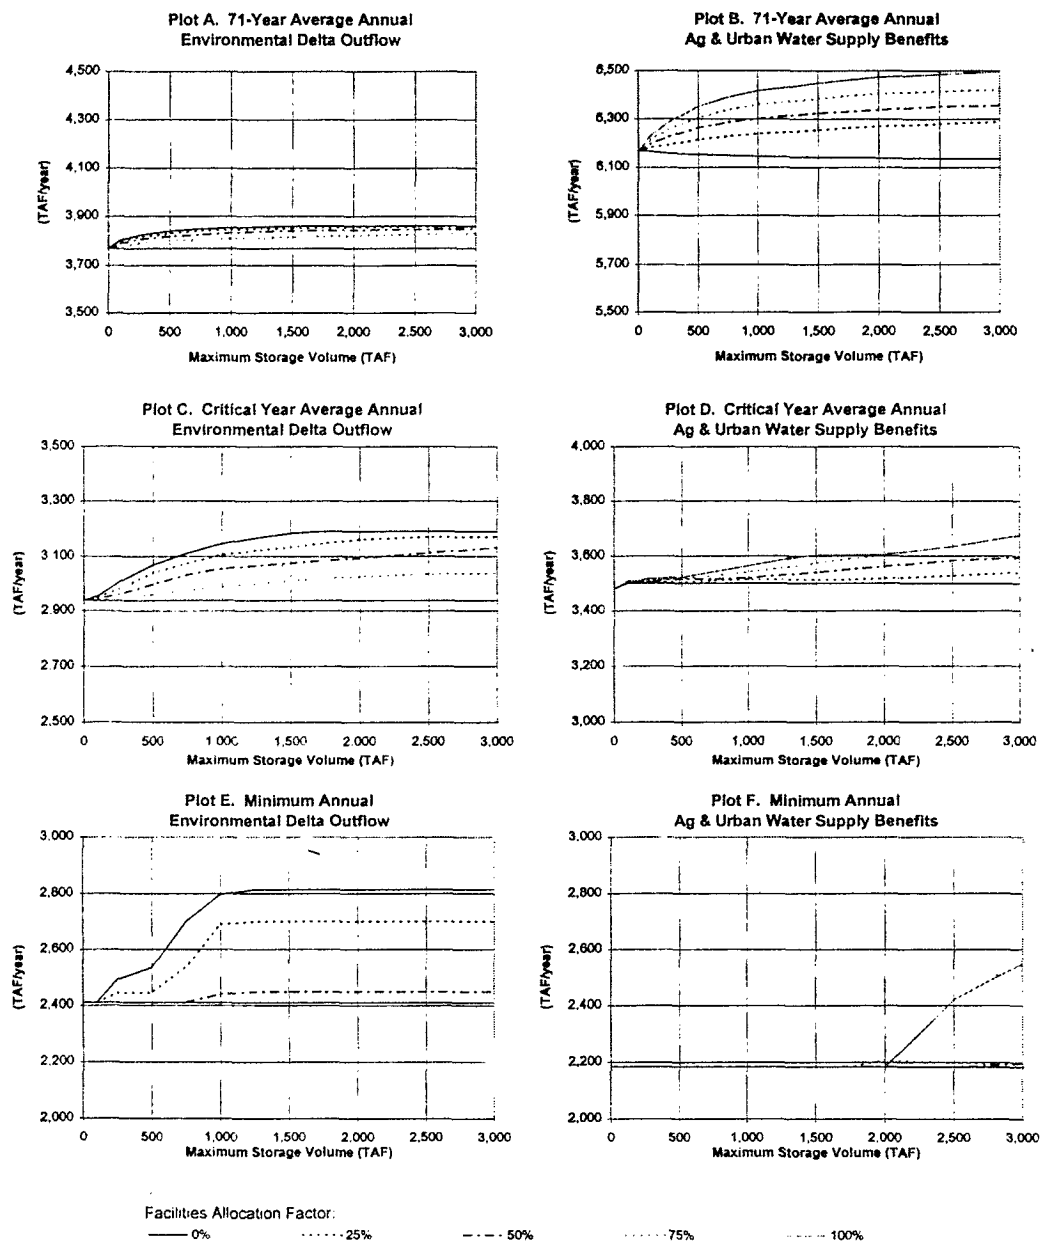 Plot A. 71-Year Average Annual
Environmental Delta Outflow
4,500
4,300
4,100
3,900
3,700
3,500
(TAF/year)
0 500 1,000 1,500 2,000 2,500 3,000
Maximum Storage Volume (TAF)
Plot B. 71-Year Average Annual
Ag & Urban Water Supply Benefits
6,500
6,300
6,100
5,900
5,700
5,500
(TAF/year)
0 500 1,000 1,500 2,000 2,500 3,000
Maximum Storage Volume (TAF)
Plot C. Critical Year Average Annual
Environmental Delta Outflow
3,500
3,300
3,100
2,900
2,700
2,500
(TAF/year)
0 500 1,000 1,500 2,000 2,500 3,000
Maximum Storage Volume (TAF)
Plot D. Critical Year Average Annual
Ag & Urban Water Supply Benefits
4,000
3,800
3,600
3,400
3,200
3,000
(TAF/year)
0 500 1,000 1,500 2,000 2,500 3,000
Maximum Storage Volume (TAF)
Plot E. Minimum Annual
Environmental Delta Outflow
3,000
2,800
2,600
2,400
2,200
2,000
(TAF/year)
0 500 1,000 1,500 2,000 2,500 3,000
Maximum Storage Volume (TAF)
Plot F. Minimum Annual
Ag & Urban Water Supply Benefits
3,000
2,800
2,600
2,400
2,200
2,000
(TAF/year)
0 500 1,000 1,500 2,000 2,500 3,000
Maximum Storage Volume (TAF)
Facilities Allocation Factor:
0% 25% 50% 75% 100%